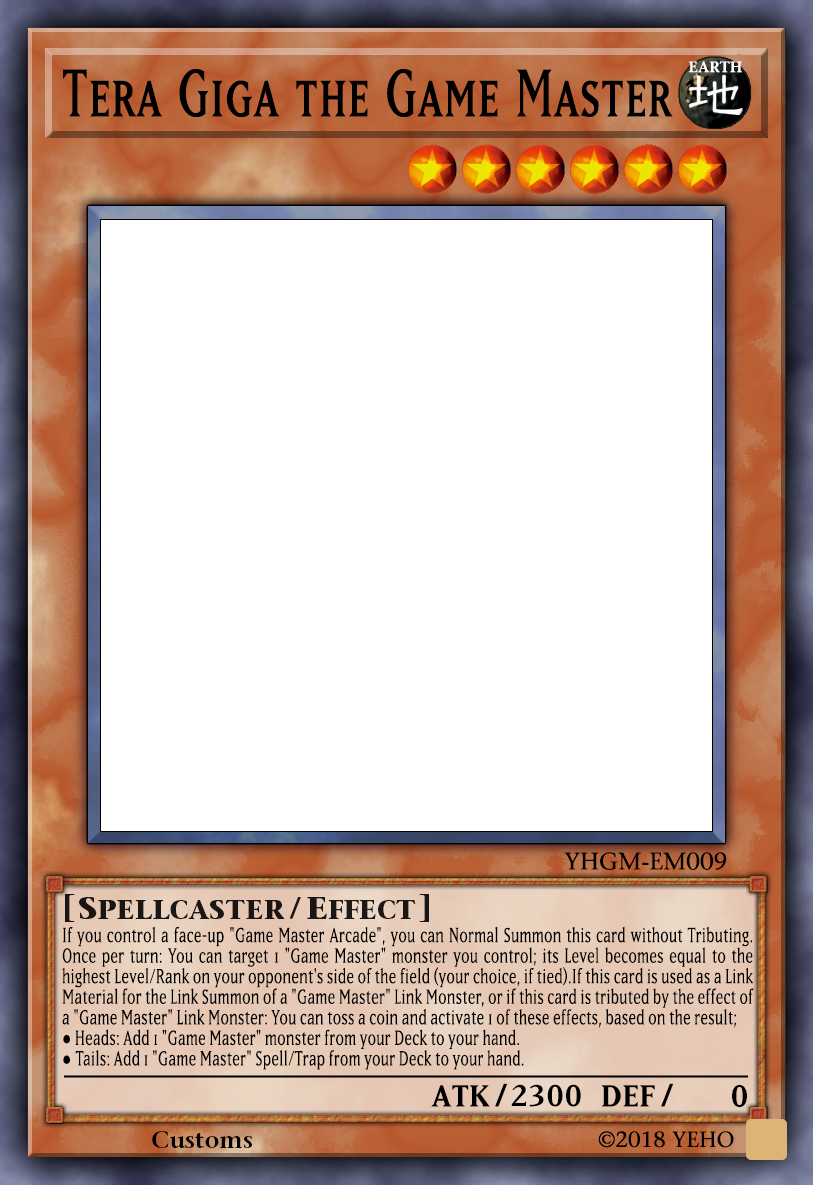 Tera Giga the Game Master
EARTH
地
YHGM-EM009
[Spellcaster/Effect]
If you control a face-up "Game Master Arcade", you can Normal Summon this card without Tributing.
Once per turn: You can target 1 "Game Master" monster you control; its Level becomes equal to the
highest Level/Rank on your opponent's side of the field (your choice, if tied).If this card is used as a Link
Material for the Link Summon of a "Game Master" Link Monster, or if this card is tributed by the effect of
a "Game Master" Link Monster: You can toss a coin and activate 1 of these effects, based on the result;
● Heads: Add 1 "Game Master" monster from your Deck to your hand.
● Tails: Add 1 "Game Master" Spell/Trap from your Deck to your hand.
ATK/2300 DEF/ 0
Customs ©2018 YEHO